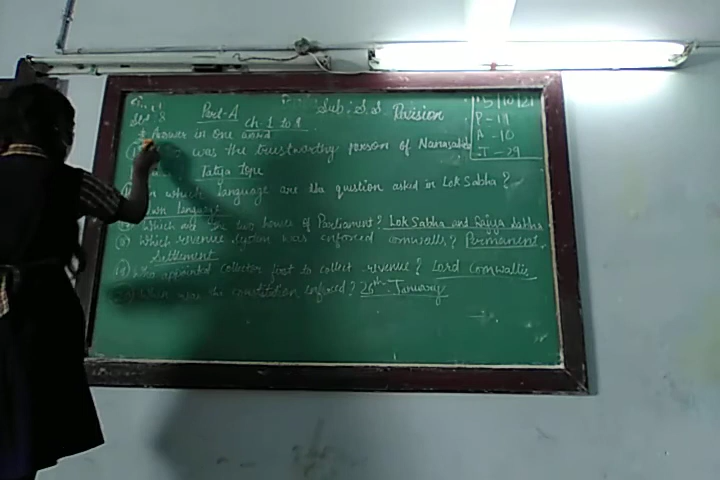 Sub: S.S Revision
15/10/21
Std 8 Part-A ch. 1 to 8
P - 19
A - 10
T - 29
Answer in one word
was the trustworthy person of Nanasaheb
Tatya tope
In which language are the qustion asked in Lok Sabha?
own language
Which are the two houses of Parliament? Lok Sabha and Rajya Sabha
Which revenue system was enforced cornwalls? Permanent
Settlement
Who appointed collector first to collect revenue? Lord Cornwallis
When was the constitution enforced? 26th January